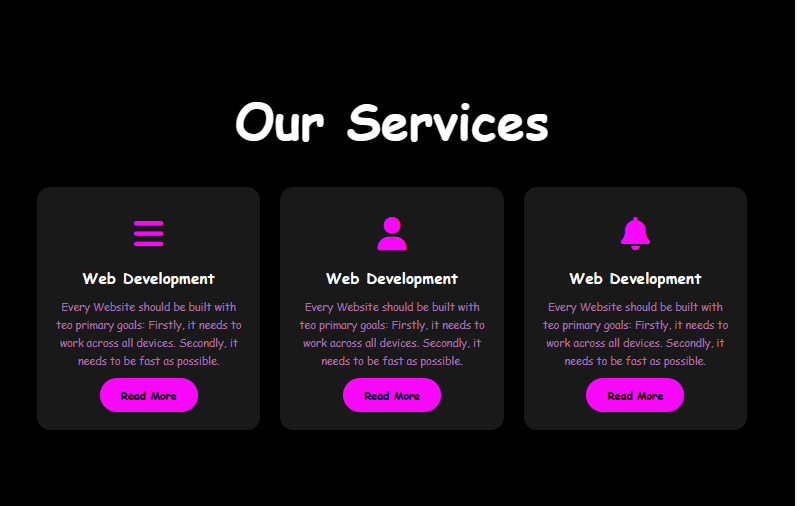 Our Services
Web Development
Every Website should be built with
teo primary goals: Firstly, it needs to
work across all devices. Secondly, it
needs to be fast as possible.
Read More
Web Development
Every Website should be built with
teo primary goals: Firstly, it needs to
work across all devices. Secondly, it
needs to be fast as possible.
Read More
Web Development
Every Website should be built with
teo primary goals: Firstly, it needs to
work across all devices. Secondly, it
needs to be fast as possible.
Read More